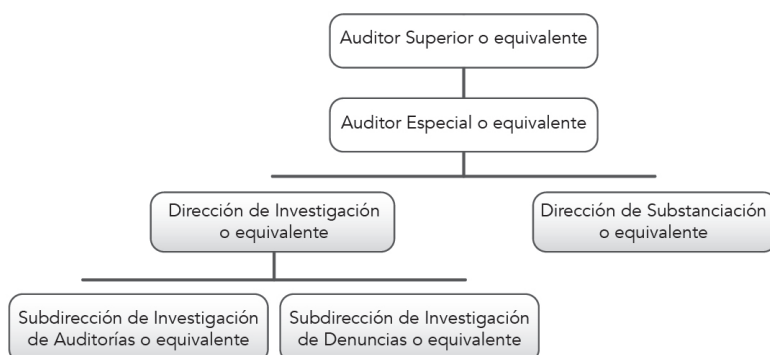 Auditor Superior o equivalente
Auditor Especial o equivalente
Dirección de Investigación
o equivalente
Dirección de Substanciación
o equivalente
Subdirección de Investigación
de Auditorías o equivalente
Subdirección de Investigación
de Denuncias o equivalente